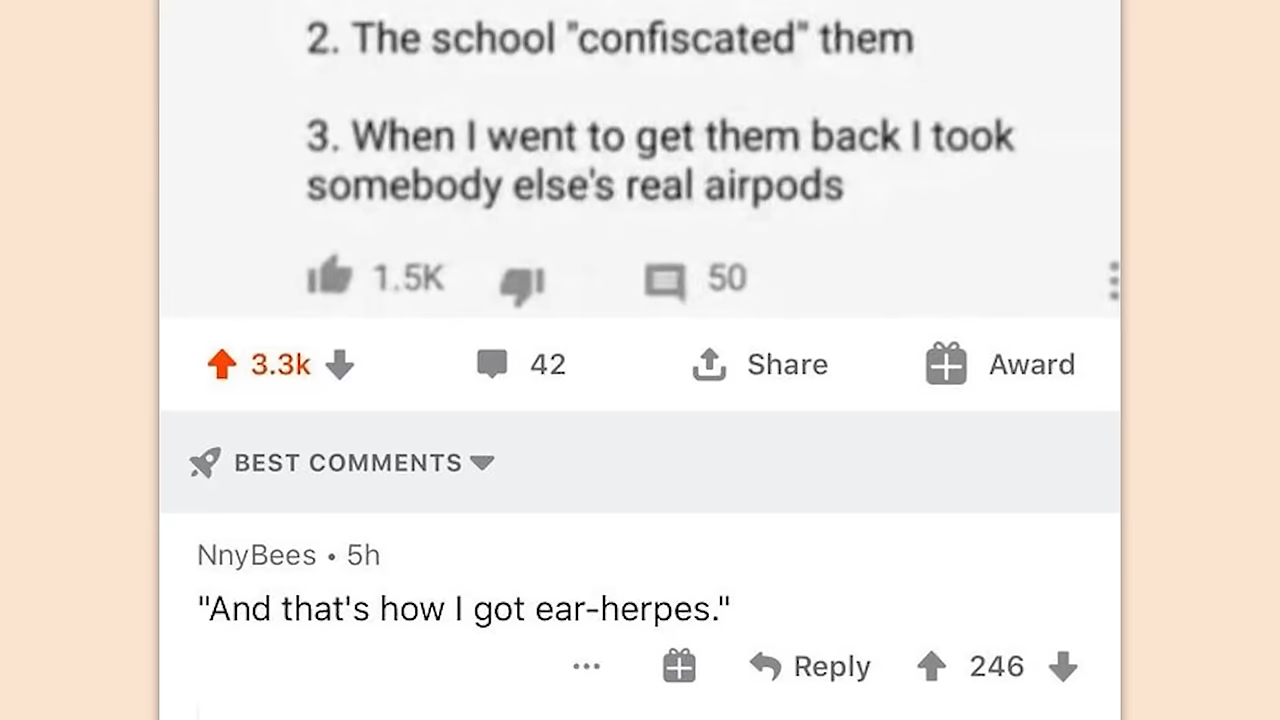 2. The school "confiscated" them
3. When I went to get them back I took
somebody else's real airpods
1.5K 50
3.3k 42 Share Award
BEST COMMENTS
NnyBees • 5h
"And that's how I got ear-herpes."
... Reply 246